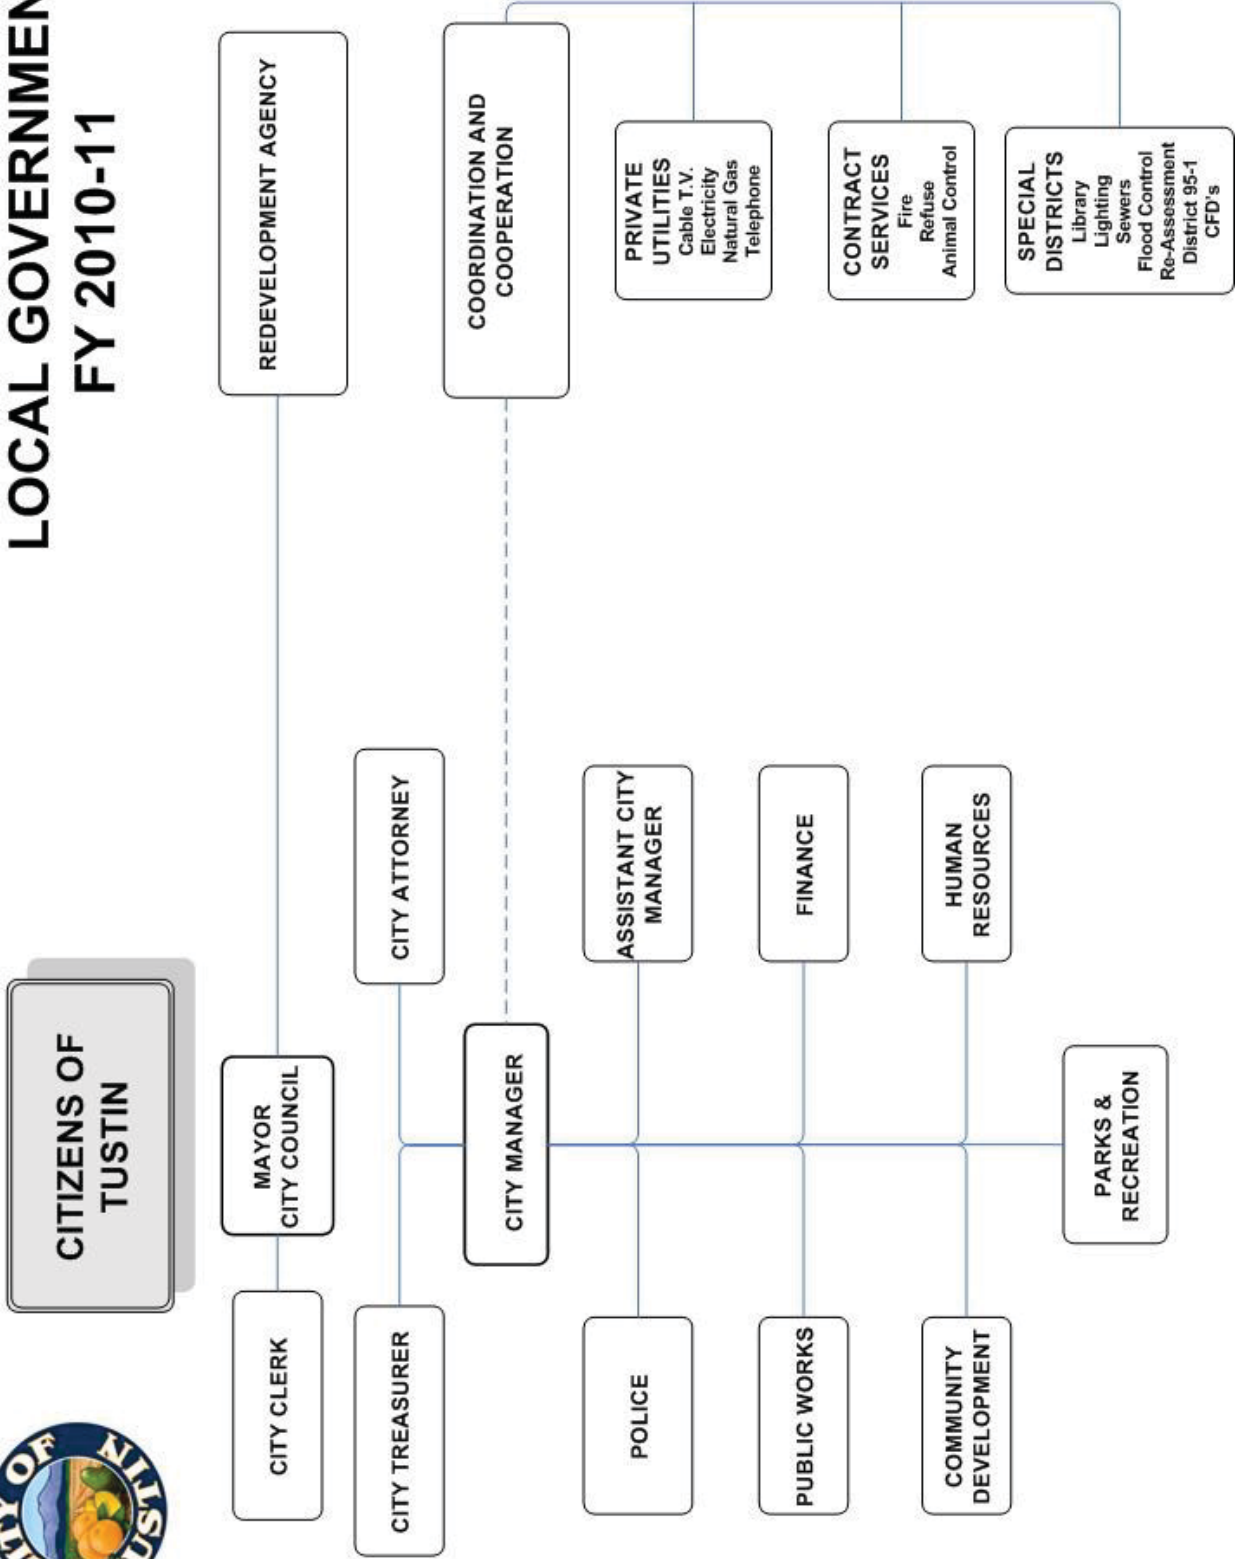 LOCAL GOVERNMEN
FY 2010-11
CITY OF
TUSTIN
CITIZENS OF
TUSTIN
CITY CLERK
MAYOR
CITY COUNCIL
REDEVELOPMENT AGENCY
CITY TREASURER
CITY ATTORNEY
CITY MANAGER
COORDINATION AND
COOPERATION
POLICE
ASSISTANT CITY
MANAGER
PRIVATE
UTILITIES
Cable T.V.
Electricity
Natural Gas
Telephone
PUBLIC WORKS
FINANCE
CONTRACT
SERVICES
Fire
Refuse
Animal Control
COMMUNITY
DEVELOPMENT
HUMAN
RESOURCES
SPECIAL
DISTRICTS
Library
Lighting
Sewers
Flood Control
Re-Assessment
District 95-1
CFD's
PARKS &
RECREATION